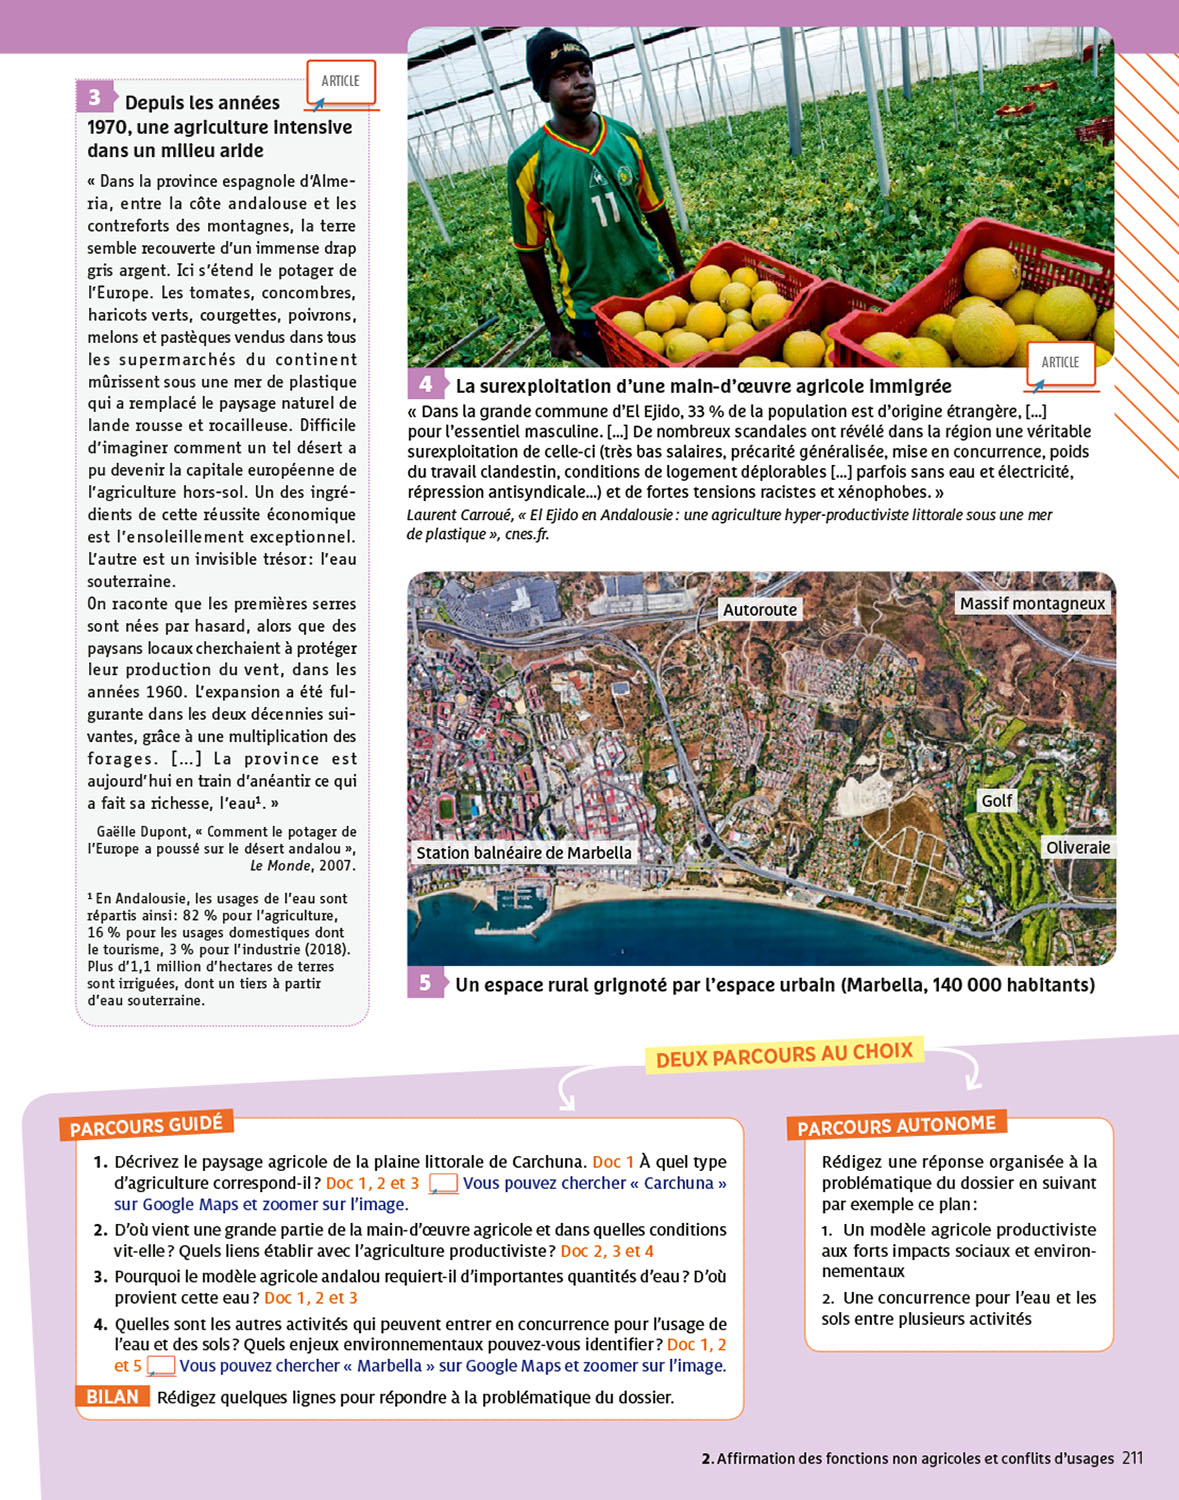 ARTICLE
3 Depuis les années
1970, une agriculture intensive
dans un milieu aride
« Dans la province espagnole d’Alme-
ria, entre la côte andalouse et les
contreforts des montagnes, la terre
semble recouverte d’un immense drap
gris argent. Ici s’étend le potager de
l’Europe. Les tomates, concombres,
haricots verts, courgettes, poivrons,
melons et pastèques vendus dans tous
les supermarchés du continent
mûrissent sous une mer de plastique
qui a remplacé le paysage naturel de
lande rousse et rocailleuse. Difficile
d’imaginer comment un tel désert a
pu devenir la capitale européenne de
l’agriculture hors-sol. Un des ingré-
dients de cette réussite économique
est l’ensoleillement exceptionnel.
L’autre est un invisible trésor : l’eau
souterraine.
On raconte que les premières serres
sont nées par hasard, alors que des
paysans locaux cherchaient à protéger
leur production du vent, dans les
années 1960. L’expansion a été ful-
gurante dans les deux décennies sui-
vantes, grâce à une multiplication des
forages. [...] La province est
aujourd’hui en train d’anéantir ce qui
a fait sa richesse, l’eau¹. »
Gaëlle Dupont, « Comment le potager de
l’Europe a poussé sur le désert andalou »,
Le Monde, 2007.
¹ En Andalousie, les usages de l’eau sont
répartis ainsi : 82 % pour l’agriculture,
16 % pour les usages domestiques dont
le tourisme, 3 % pour l’industrie (2018).
Plus d’1,1 million d’hectares de terres
sont irriguées, dont un tiers à partir
d’eau souterraine.
11
ARTICLE
4 La surexploitation d’une main-d’œuvre agricole immigrée
« Dans la grande commune d’El Ejido, 33 % de la population est d’origine étrangère, [...]
pour l’essentiel masculine. [...] De nombreux scandales ont révélé dans la région une véritable
surexploitation de celle-ci (très bas salaires, précarité généralisée, mise en concurrence, poids
du travail clandestin, conditions de logement déplorables [...] parfois sans eau et électricité,
répression antisyndicale...) et de fortes tensions racistes et xénophobes. »
Laurent Carroué, « El Ejido en Andalousie : une agriculture hyper-productiviste littorale sous une mer
de plastique », cnes.fr.
Autoroute
Massif montagneux
Golf
Oliveraie
Station balnéaire de Marbella
5 Un espace rural grignoté par l’espace urbain (Marbella, 140 000 habitants)
DEUX PARCOURS AU CHOIX
PARCOURS GUIDÉ
1. Décrivez le paysage agricole de la plaine littorale de Carchuna. Doc 1 À quel type
d’agriculture correspond-il ? Doc 1, 2 et 3 Vous pouvez chercher « Carchuna »
sur Google Maps et zoomer sur l’image.
2. D’où vient une grande partie de la main-d’œuvre agricole et dans quelles conditions
vit-elle ? Quels liens établir avec l’agriculture productiviste ? Doc 2, 3 et 4
3. Pourquoi le modèle agricole andalou requiert-il d’importantes quantités d’eau ? D’où
provient cette eau ? Doc 1, 2 et 3
4. Quelles sont les autres activités qui peuvent entrer en concurrence pour l’usage de
l’eau et des sols ? Quels enjeux environnementaux pouvez-vous identifier ? Doc 1, 2
et 5 Vous pouvez chercher « Marbella » sur Google Maps et zoomer sur l’image.
BILAN Rédigez quelques lignes pour répondre à la problématique du dossier.
PARCOURS AUTONOME
Rédigez une réponse organisée à la
problématique du dossier en suivant
par exemple ce plan :
1. Un modèle agricole productiviste
aux forts impacts sociaux et environ-
nementaux
2. Une concurrence pour l’eau et les
sols entre plusieurs activités
2. Affirmation des fonctions non agricoles et conflits d’usages 211